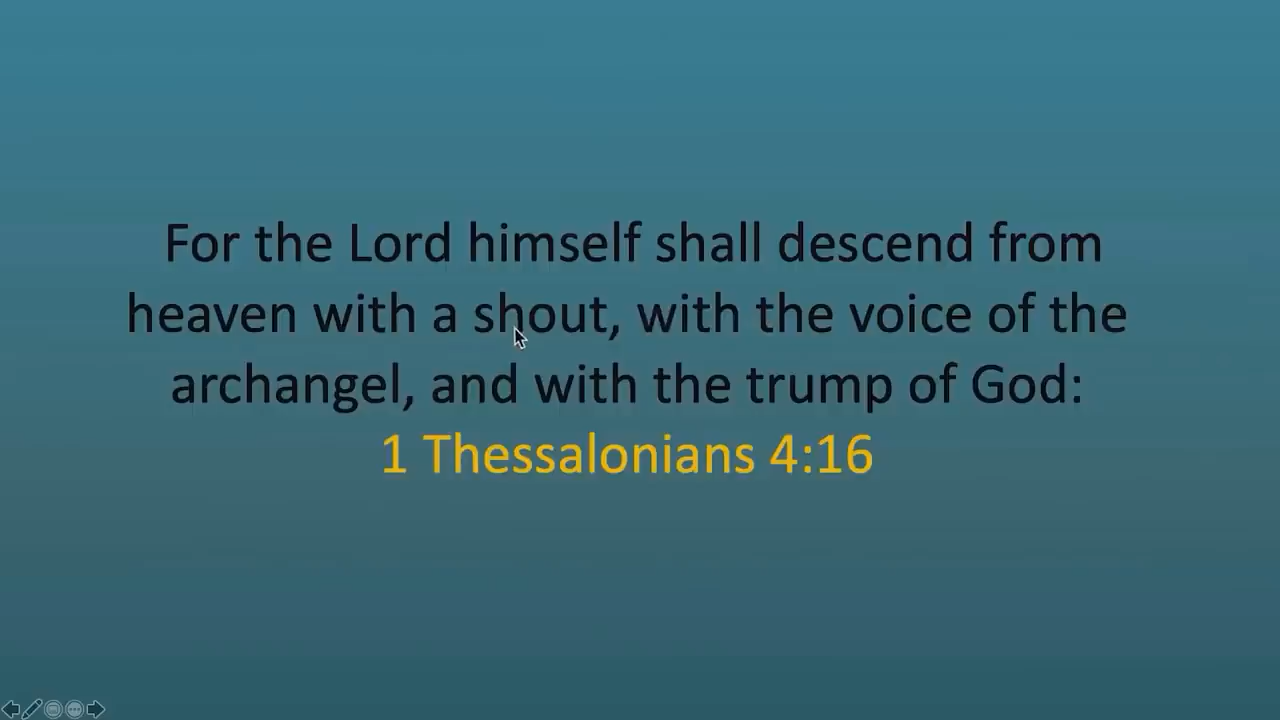 For the Lord himself shall descend from
heaven with a shout, with the voice of the
archangel, and with the trump of God:
1 Thessalonians 4:16